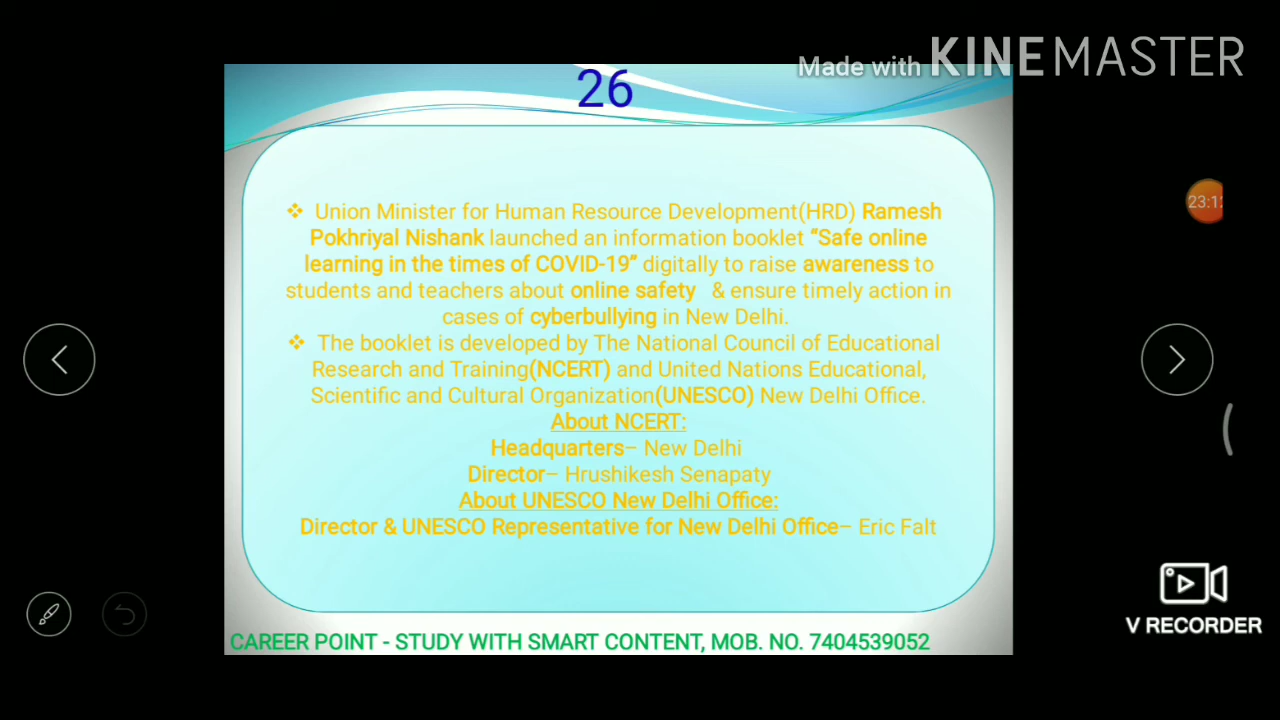 Made with KINEMASTER
26
❖ Union Minister for Human Resource Development(HRD) Ramesh
Pokhriyal Nishank launched an information booklet “Safe online
learning in the times of COVID-19” digitally to raise awareness to
students and teachers about online safety & ensure timely action in
cases of cyberbullying in New Delhi.
❖ The booklet is developed by The National Council of Educational
Research and Training(NCERT) and United Nations Educational,
Scientific and Cultural Organization(UNESCO) New Delhi Office.
About NCERT:
Headquarters– New Delhi
Director– Hrushikesh Senapaty
About UNESCO New Delhi Office:
Director & UNESCO Representative for New Delhi Office– Eric Falt
CAREER POINT - STUDY WITH SMART CONTENT, MOB. NO. 7404539052
V RECORDER